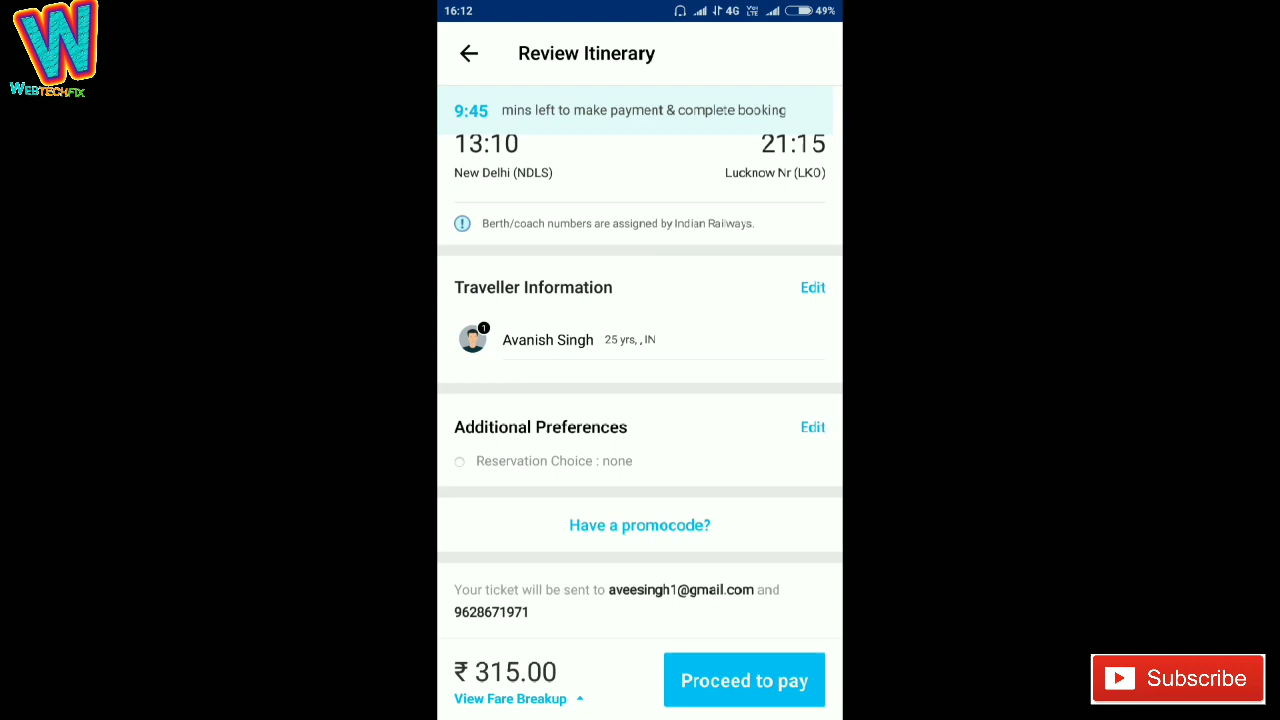 W
WEBTECHFIX
16:12 4G VoLTE 49%
Review Itinerary
9:45 mins left to make payment & complete booking
13:10 21:15
New Delhi (NDLS) Lucknow Nr (LKO)
Berth/coach numbers are assigned by Indian Railways.
Traveller Information Edit
1
Avanish Singh 25 yrs, , IN
Additional Preferences Edit
Reservation Choice : none
Have a promocode?
Your ticket will be sent to aveesingh1@gmail.com and
9628671971
₹ 315.00
View Fare Breakup
Proceed to pay
Subscribe